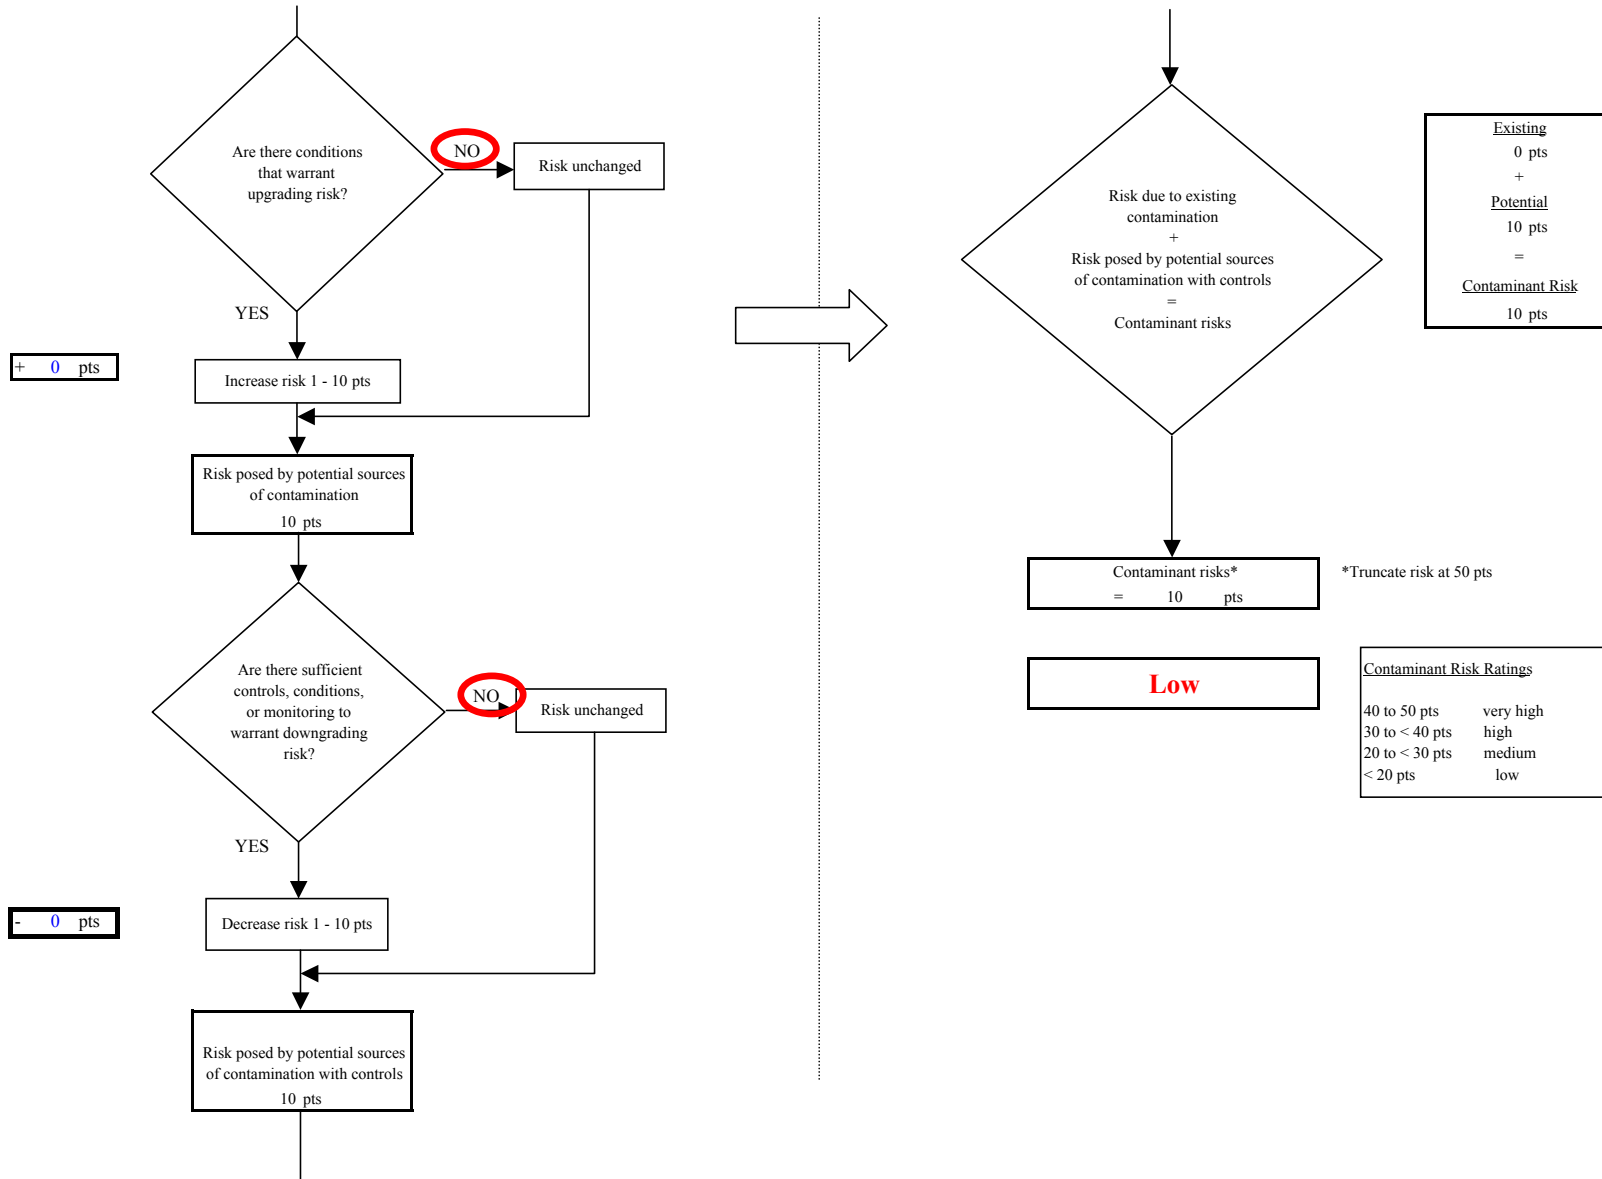 Are there conditions
that warrant
upgrading risk?
NO
Risk unchanged
YES
+ 0 pts
Increase risk 1 - 10 pts
Risk posed by potential sources
of contamination
10 pts
Are there sufficient
controls, conditions,
or monitoring to
warrant downgrading
risk?
NO
Risk unchanged
YES
- 0 pts
Decrease risk 1 - 10 pts
Risk posed by potential sources
of contamination with controls
10 pts
Risk due to existing
contamination
+
Risk posed by potential sources
of contamination with controls
=
Contaminant risks
Existing
0 pts
+
Potential
10 pts
=
Contaminant Risk
10 pts
Contaminant risks*
= 10 pts
*Truncate risk at 50 pts
Low
Contaminant Risk Ratings
40 to 50 pts very high
30 to < 40 pts high
20 to < 30 pts medium
< 20 pts low